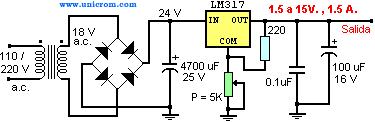 www.unicrom.com
24 V
LM317
IN OUT
COM
1.5 a 15V. , 1.5 A.
Salida
110 /
220 V
a.c.
18 V
a.c.
4700 uF
25 V
220
P = 5K
0.1uF
100 uF
16 V